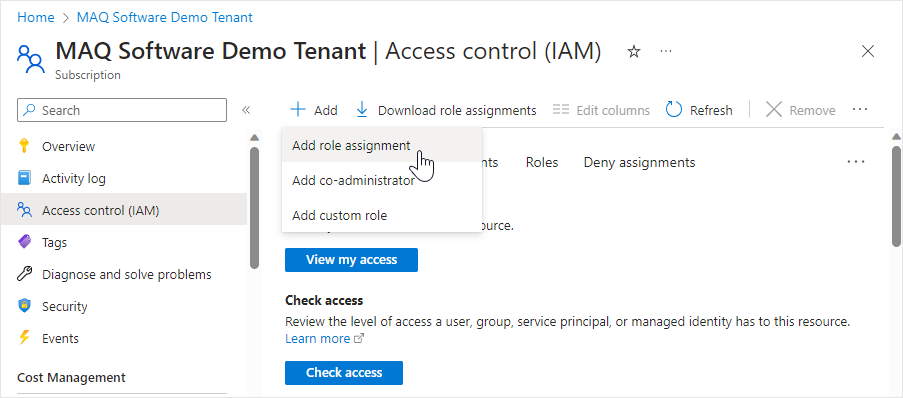 Home > MAQ Software Demo Tenant
MAQ Software Demo Tenant | Access control (IAM)
Subscription
Search
Add Download role assignments Edit columns Refresh Remove
Overview
Activity log
Access control (IAM)
Tags
Diagnose and solve problems
Security
Events
Cost Management
Add role assignment
Add co-administrator
Add custom role
nts Roles Deny assignments
ource.
View my access
Check access
Review the level of access a user, group, service principal, or managed identity has to this resource.
Learn more
Check access